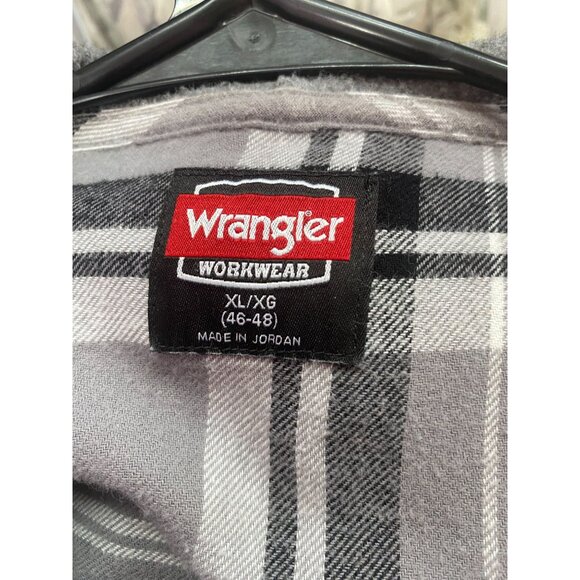 Wrangler
WORKWEAR
XL/XG
(46-48)
MADE IN JORDAN